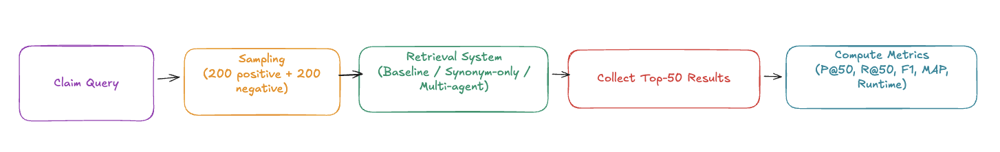 Claim Query
Sampling
(200 positive + 200
negative)
Retrieval System
(Baseline / Synonym-only /
Multi-agent)
Collect Top-50 Results
Compute Metrics
(P@50, R@50, F1, MAP,
Runtime)